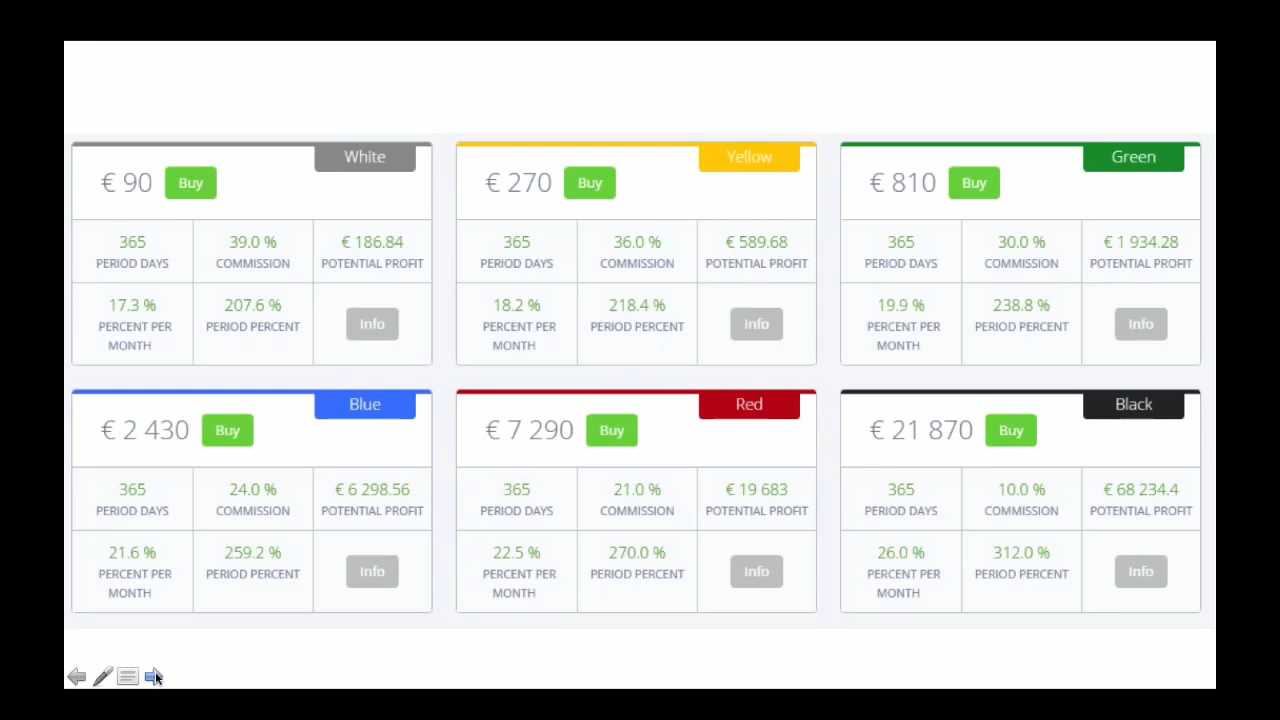 White
€ 90 Buy
365 39.0 % € 186.84
PERIOD DAYS COMMISSION POTENTIAL PROFIT
17.3 % 207.6 % Info
PERCENT PER MONTH PERIOD PERCENT
Yellow
€ 270 Buy
365 36.0 % € 589.68
PERIOD DAYS COMMISSION POTENTIAL PROFIT
18.2 % 218.4 % Info
PERCENT PER MONTH PERIOD PERCENT
Green
€ 810 Buy
365 30.0 % € 1 934.28
PERIOD DAYS COMMISSION POTENTIAL PROFIT
19.9 % 238.8 % Info
PERCENT PER MONTH PERIOD PERCENT
Blue
€ 2 430 Buy
365 24.0 % € 6 298.56
PERIOD DAYS COMMISSION POTENTIAL PROFIT
21.6 % 259.2 % Info
PERCENT PER MONTH PERIOD PERCENT
Red
€ 7 290 Buy
365 21.0 % € 19 683
PERIOD DAYS COMMISSION POTENTIAL PROFIT
22.5 % 270.0 % Info
PERCENT PER MONTH PERIOD PERCENT
Black
€ 21 870 Buy
365 10.0 % € 68 234.4
PERIOD DAYS COMMISSION POTENTIAL PROFIT
26.0 % 312.0 % Info
PERCENT PER MONTH PERIOD PERCENT